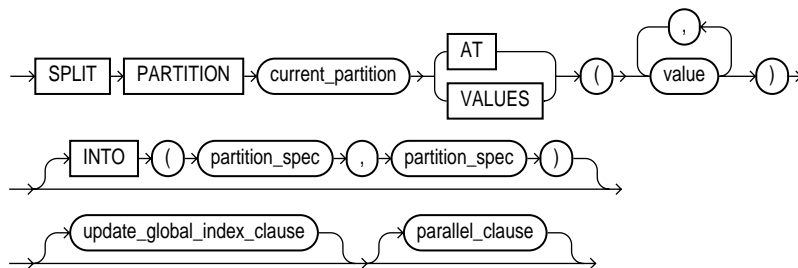 SPLIT PARTITION current_partition AT VALUES ( value , )
INTO ( partition_spec , partition_spec )
update_global_index_clause parallel_clause